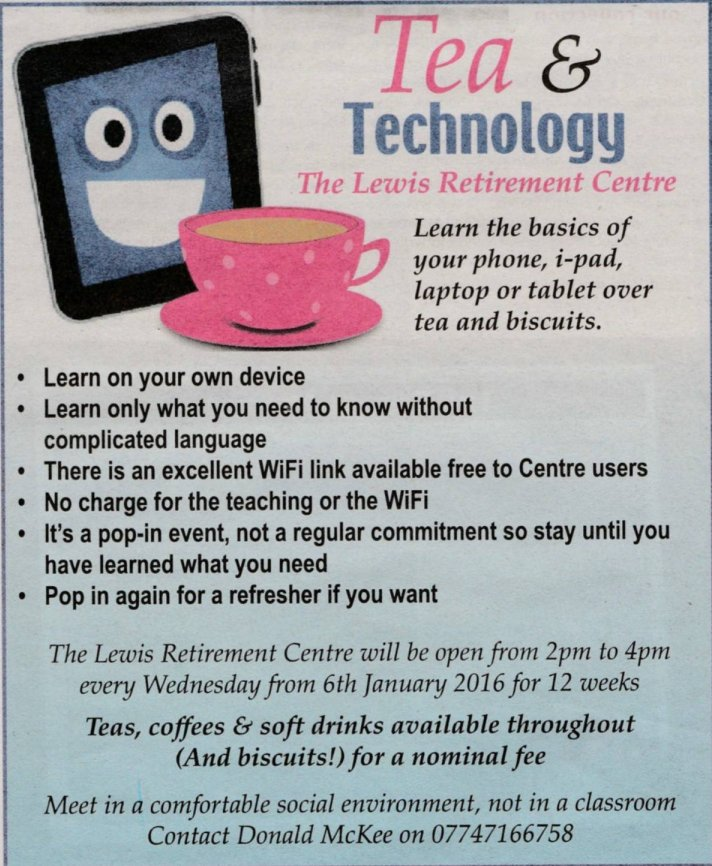 Tea &
Technology
The Lewis Retirement Centre
Learn the basics of
your phone, i-pad,
laptop or tablet over
tea and biscuits.
• Learn on your own device
• Learn only what you need to know without
complicated language
• There is an excellent WiFi link available free to Centre users
• No charge for the teaching or the WiFi
• It's a pop-in event, not a regular commitment so stay until you
have learned what you need
• Pop in again for a refresher if you want
The Lewis Retirement Centre will be open from 2pm to 4pm
every Wednesday from 6th January 2016 for 12 weeks
Teas, coffees & soft drinks available throughout
(And biscuits!) for a nominal fee
Meet in a comfortable social environment, not in a classroom
Contact Donald McKee on 07747166758